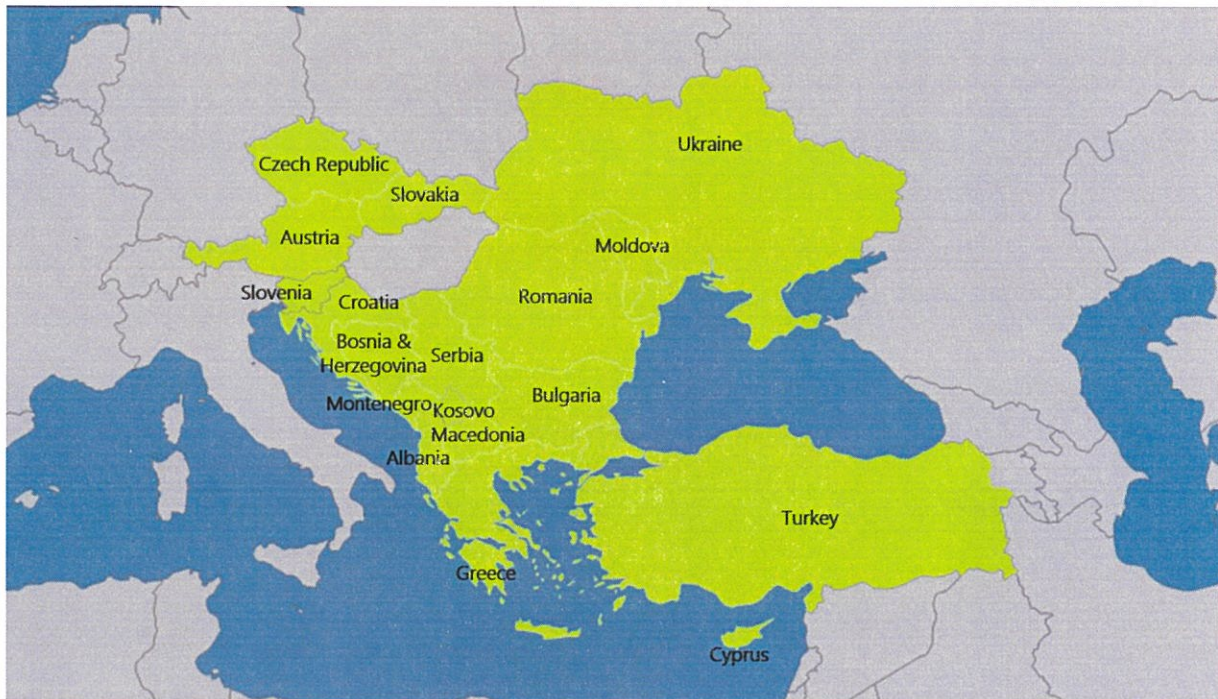 Ukraine
Czech Republic
Slovakia
Austria
Moldova
Slovenia
Croatia
Romania
Bosnia &
Herzegovina
Serbia
Bulgaria
Montenegro
Kosovo
Macedonia
Albania
Turkey
Greece
Cyprus